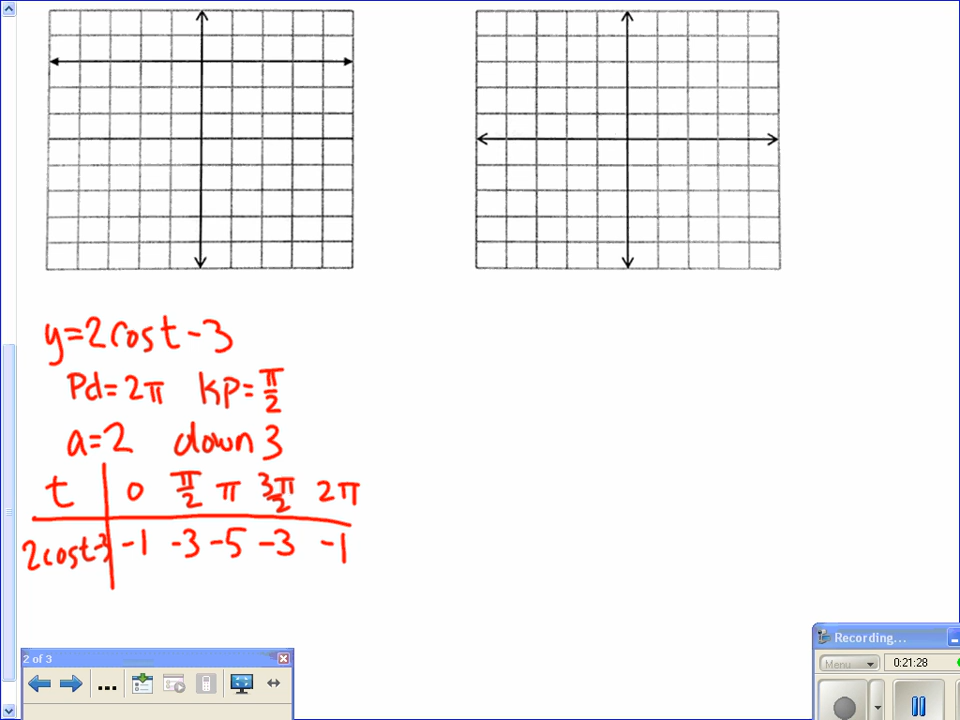 y=2cost-3
Pd=2π kp=π/2
a=2 down 3
t 0 π/2 π 3π/2 2π
2cost-3 -1 -3 -5 -3 -1
2 of 3
...
Recording...
Menu 0:21:28